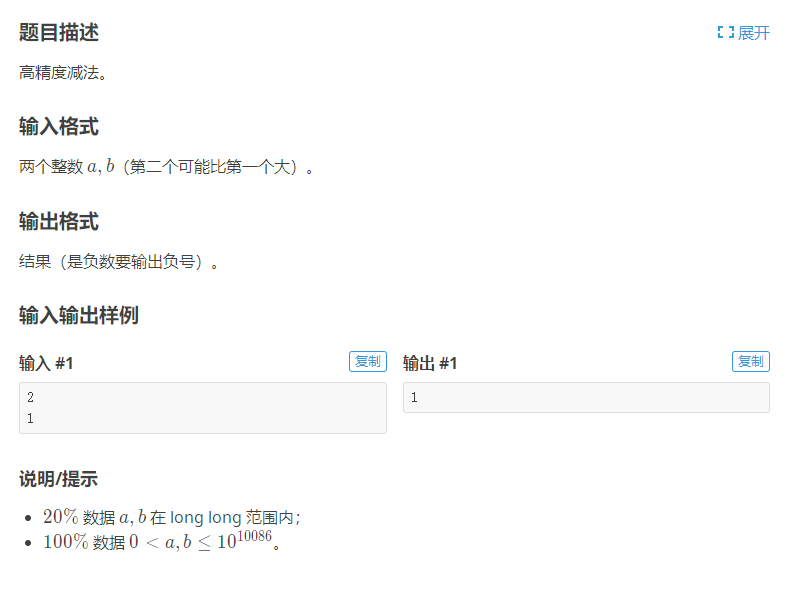 题目描述
展开
高精度减法。
输入格式
两个整数 a, b（第二个可能比第一个大）。
输出格式
结果（是负数要输出负号）。
输入输出样例
输入 #1
复制
输出 #1
复制
2
1
1
说明/提示
• 20% 数据 a, b 在 long long 范围内；
• 100% 数据 0 < a, b ≤ 10^{10086}。